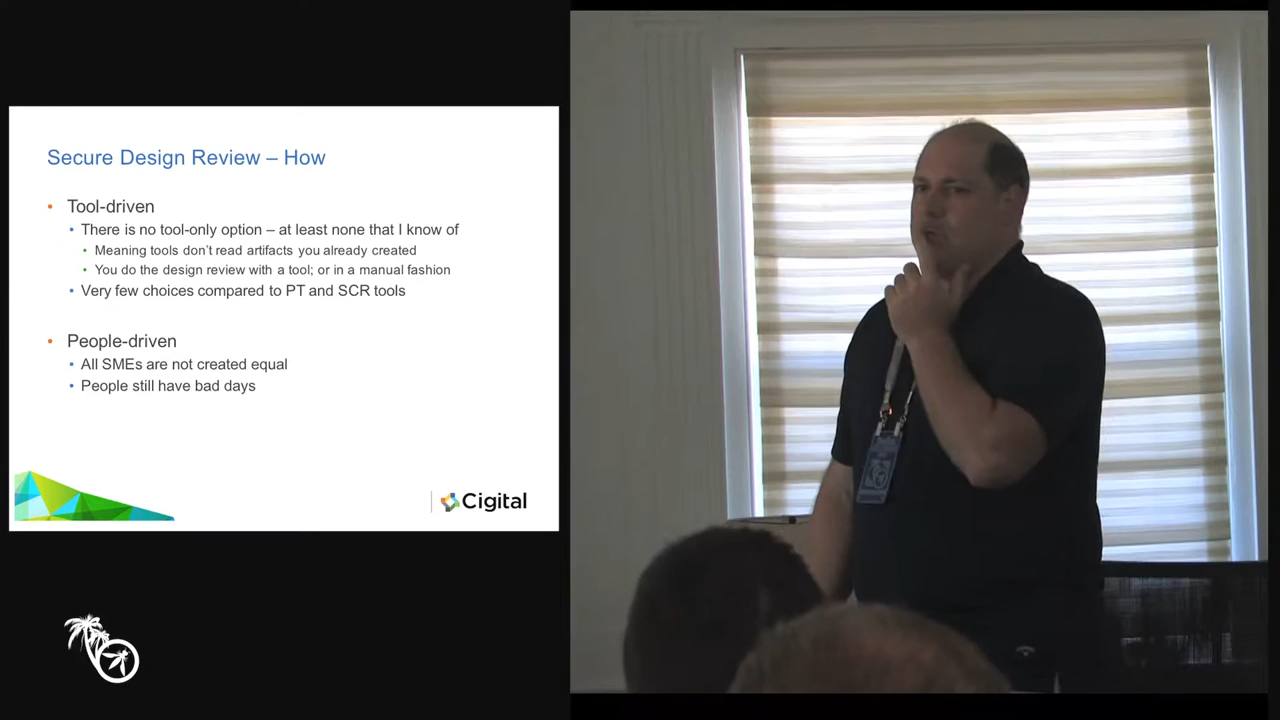 Secure Design Review – How
• Tool-driven
• There is no tool-only option – at least none that I know of
• Meaning tools don’t read artifacts you already created
• You do the design review with a tool; or in a manual fashion
• Very few choices compared to PT and SCR tools
• People-driven
• All SMEs are not created equal
• People still have bad days
Cigital